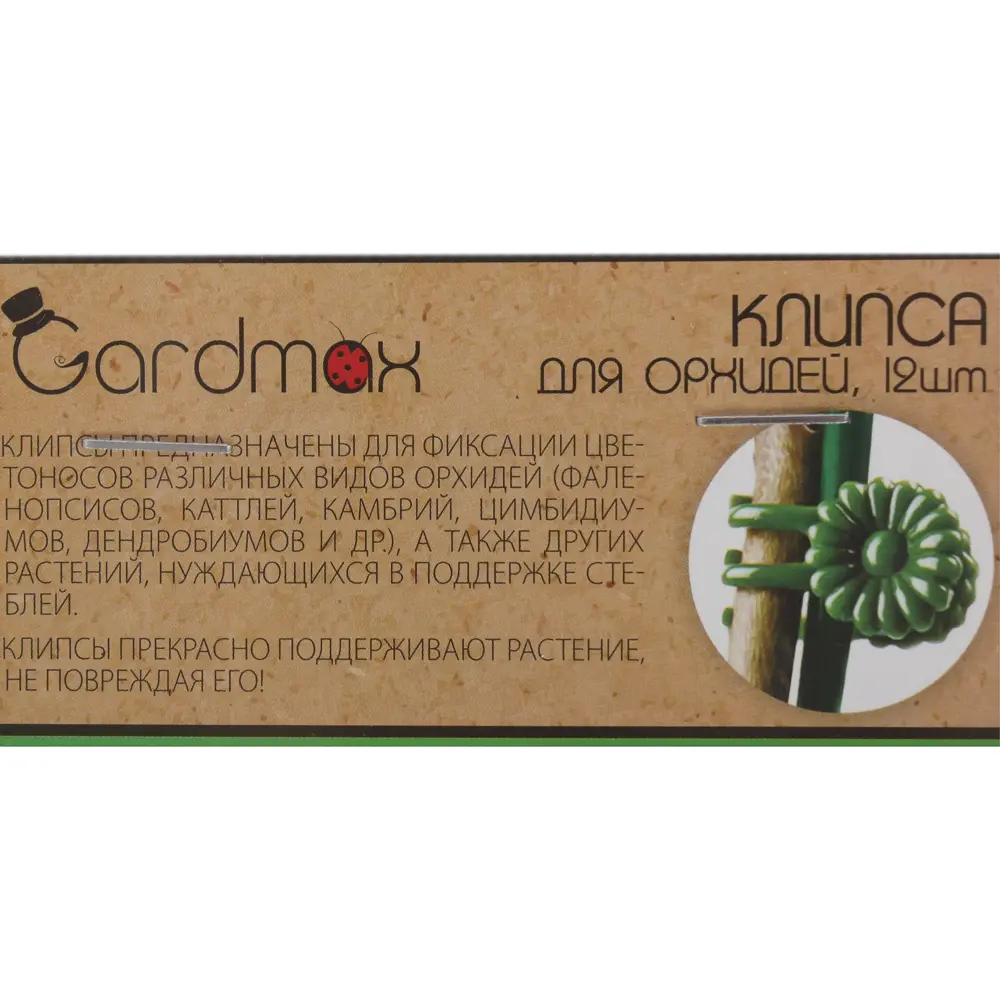 Gardmax
КЛИПСА
ДЛЯ ОРХИДЕЙ, 12шт
КЛИПСЫ ПРЕДНАЗНАЧЕНЫ ДЛЯ ФИКСАЦИИ ЦВЕ-
ТОНОСОВ РАЗЛИЧНЫХ ВИДОВ ОРХИДЕЙ (ФАЛЕ-
НОПСИСОВ, КАТТЛЕЙ, КАМБРИЙ, ЦИМБИДИУ-
МОВ, ДЕНДРОБИУМОВ И ДР.), А ТАКЖЕ ДРУГИХ
РАСТЕНИЙ, НУЖДАЮЩИХСЯ В ПОДДЕРЖКЕ СТЕ-
БЛЕЙ.
КЛИПСЫ ПРЕКРАСНО ПОДДЕРЖИВАЮТ РАСТЕНИЕ,
НЕ ПОВРЕЖДАЯ ЕГО!